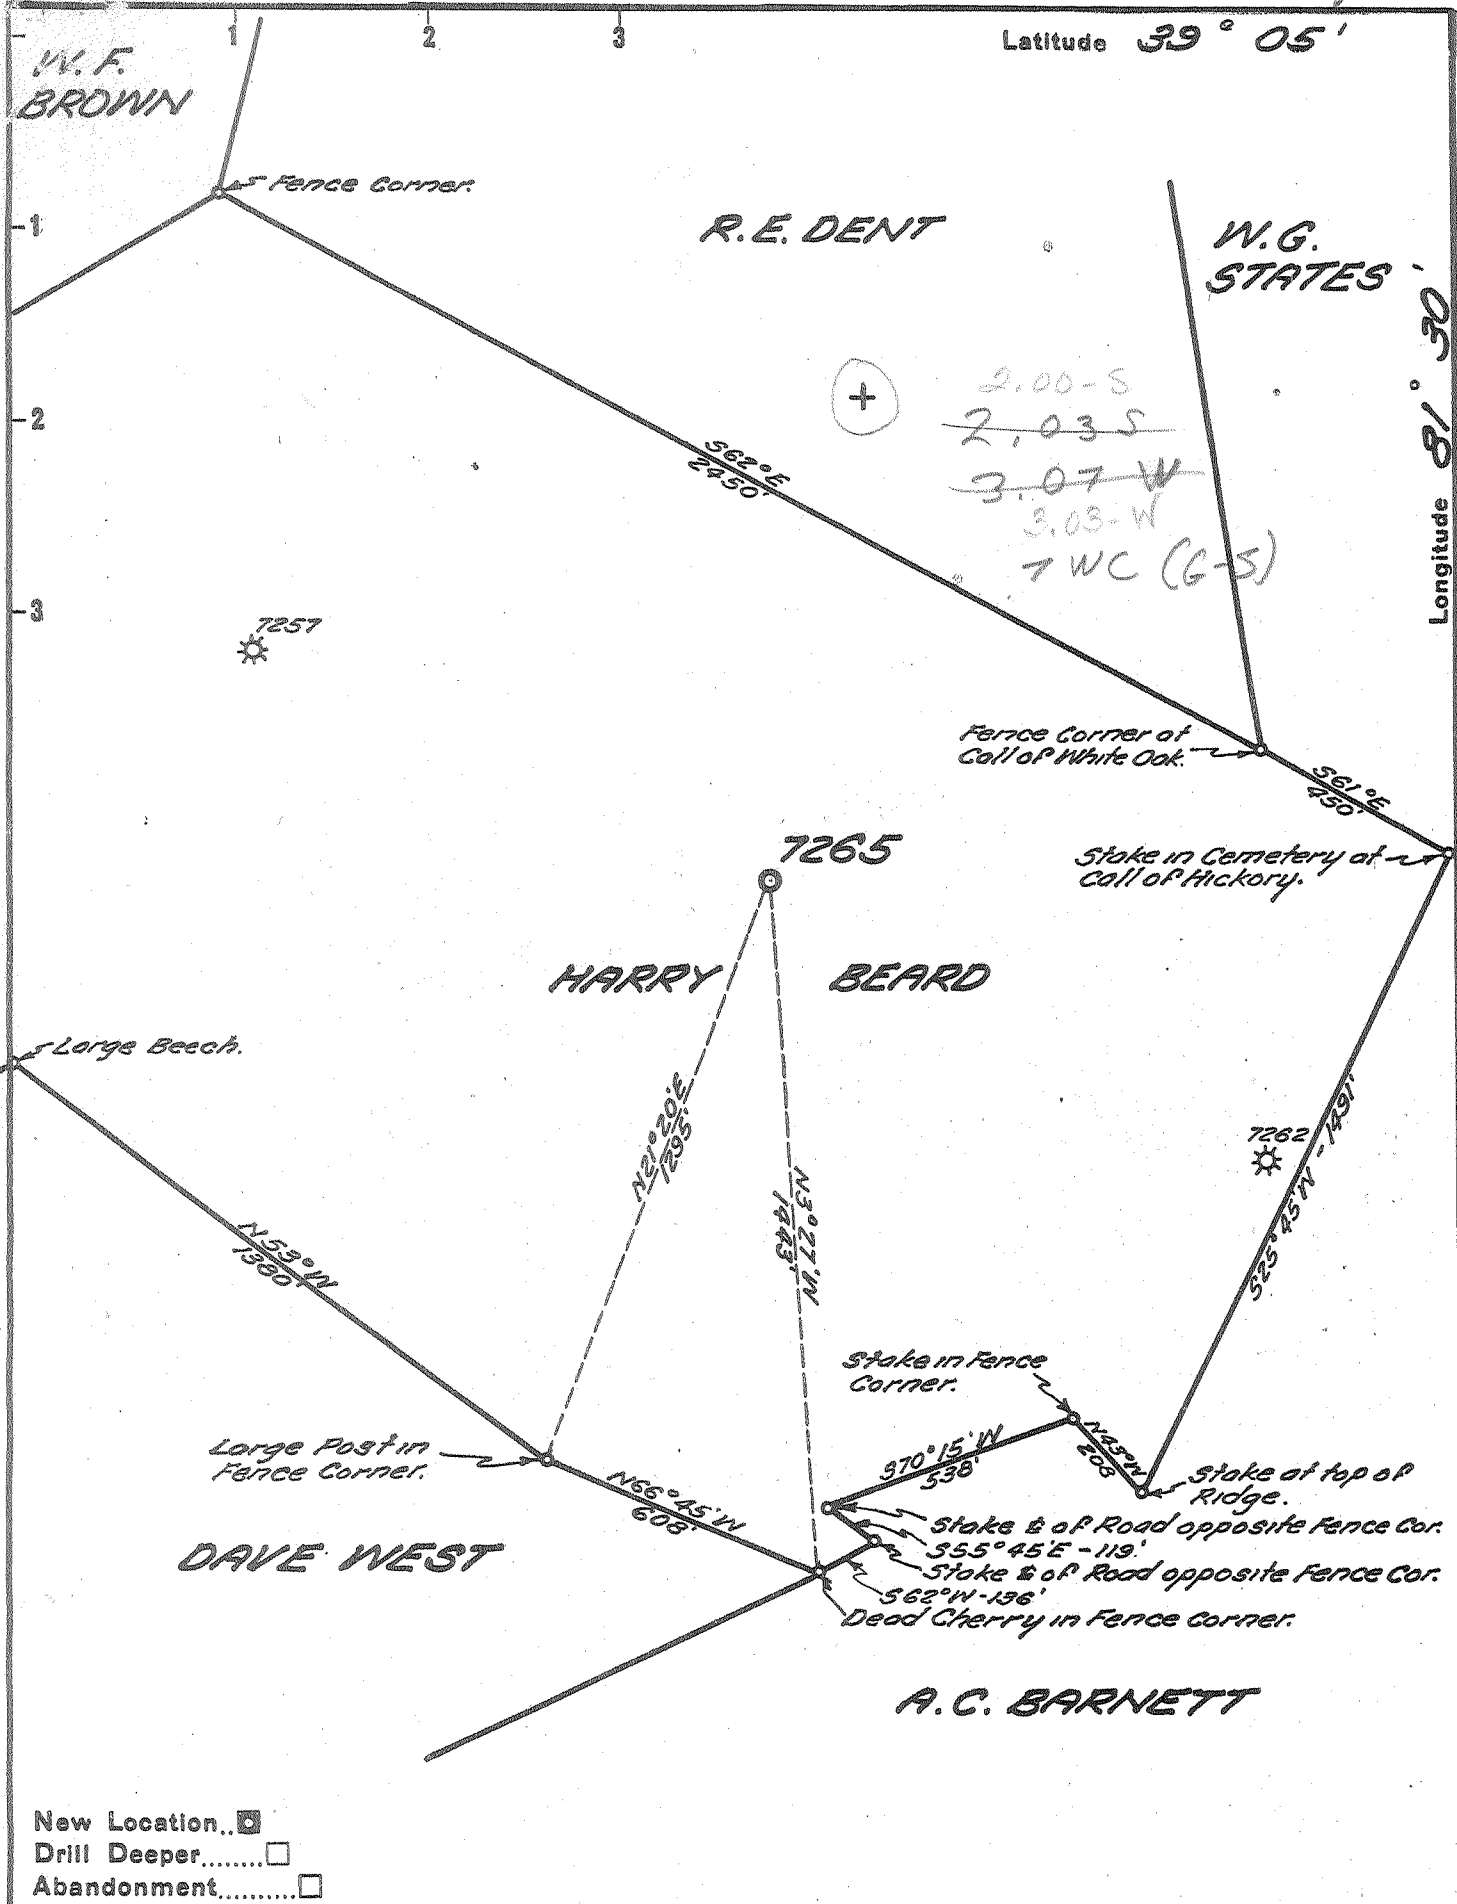 1 2 3
Latitude 39° 05'
W.F.
BROWN
Fence Corner.
1
R.E. DENT
W.G.
STATES
Longitude 81° 30'
2
+
2.00-S
2.03 S
3.07 W
3.03-W
7 WC (G-5)
S62°E
2450'
3
7257
Fence Corner at
Call of White Oak.
S61°E
450'
7265
Stake in Cemetery at
Call of Hickory.
HARRY BEARD
Large Beech.
N21°20'E
1295'
N3°27'W
1443'
7262
S25°45'W - 1491'
N53°W
1380'
Stake in Fence
Corner.
Large Post in
Fence Corner.
N66°45'W
608'
S70°15'W
538'
N43°W
208
Stake at top of
Ridge.
Stake ℄ of Road opposite Fence Cor.
S55°45'E - 119'
Stake ℄ of Road opposite Fence Cor.
S62°W - 136'
Dead Cherry in Fence Corner.
DAVE WEST
A.C. BARNETT
New Location..
Drill Deeper........
Abandonment..........